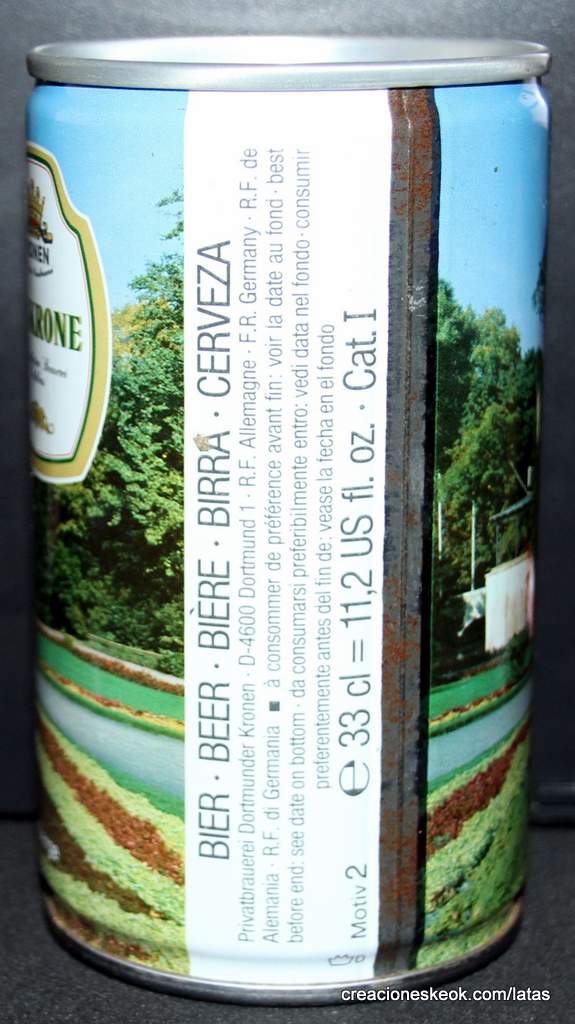 ONEN
KRONE
BIER · BEER · BIÈRE · BIRRA · CERVEZA
Privatbrauerei Dortmunder Kronen · D-4600 Dortmund 1 · R.F. Allemagne · F.R. Germany · R.F. de
Alemania · R.F. di Germania ■ à consommer de préférence avant fin: voir la date au fond · best
before end: see date on bottom · da consumarsi preferibilmente entro: vedi data nel fondo · consumir
preferentemente antes del fin de: vease la fecha en el fondo
Motiv 2 e 33 cl = 11,2 US fl. oz. · Cat. I
creacioneskeok.com/latas